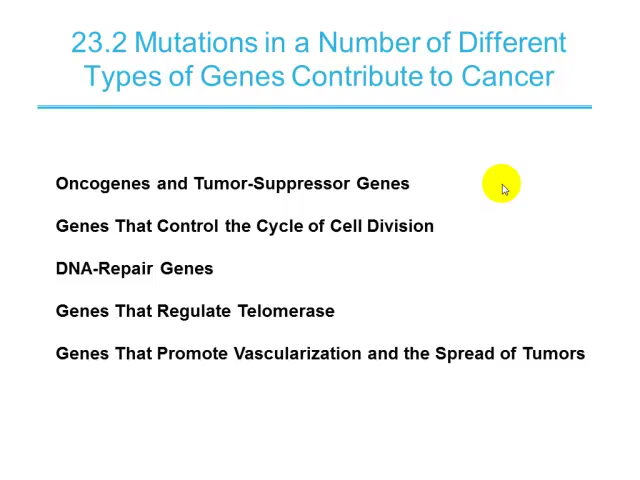 23.2 Mutations in a Number of Different
Types of Genes Contribute to Cancer
Oncogenes and Tumor-Suppressor Genes
Genes That Control the Cycle of Cell Division
DNA-Repair Genes
Genes That Regulate Telomerase
Genes That Promote Vascularization and the Spread of Tumors